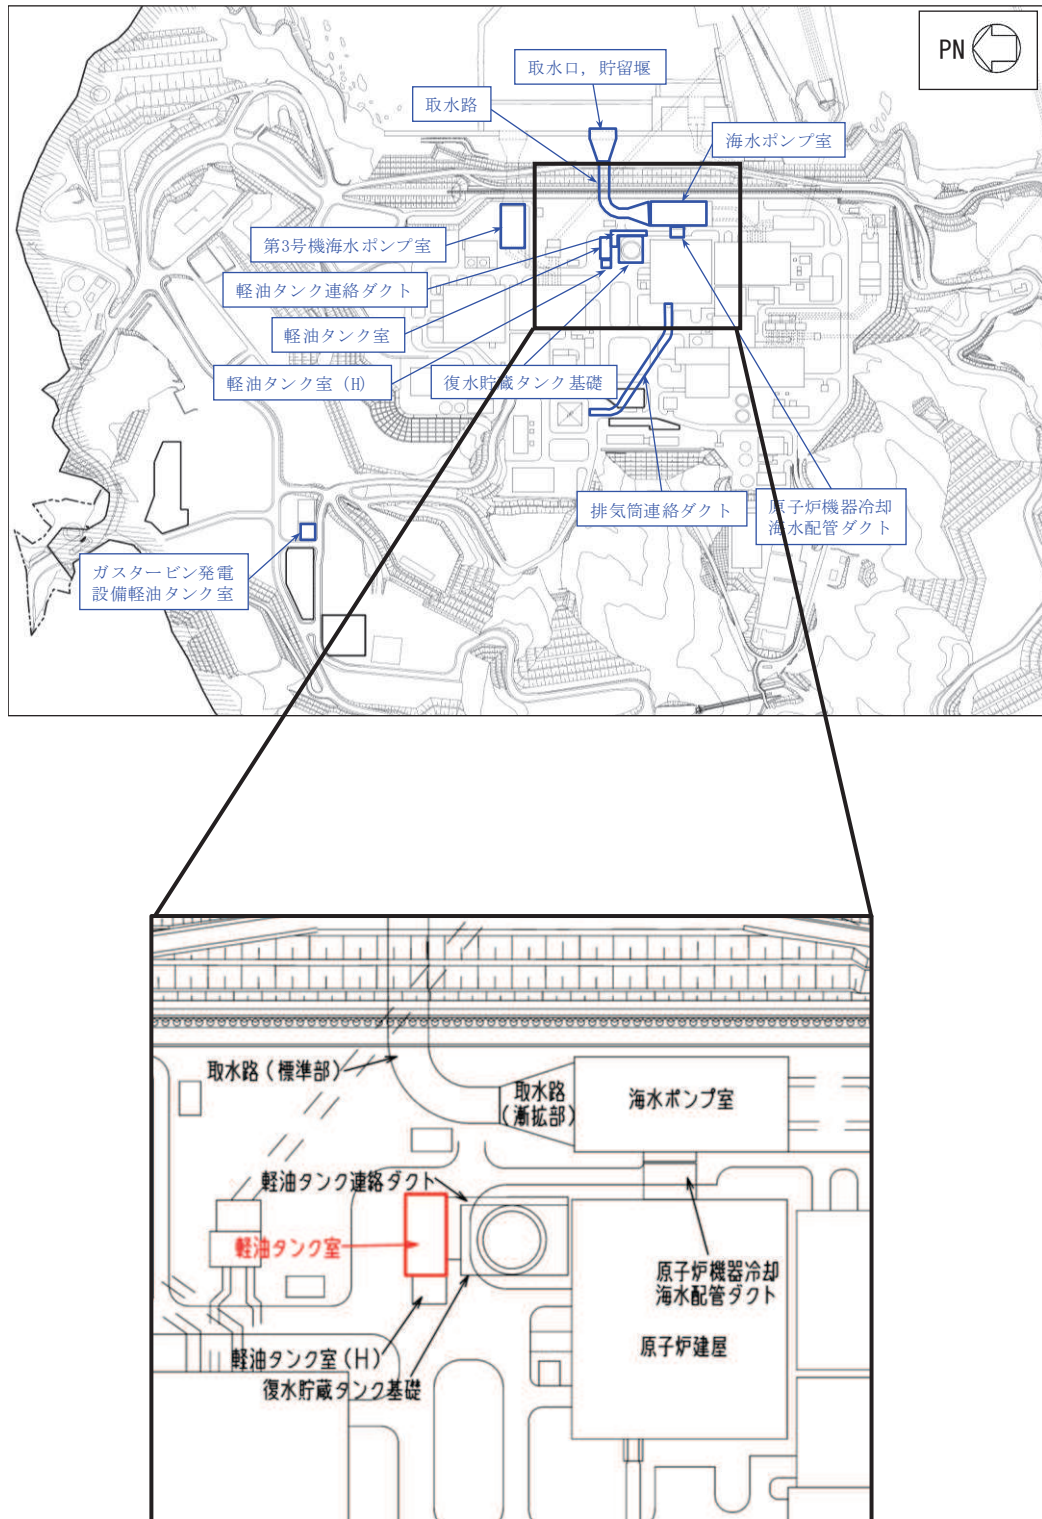 PN
取水口，貯留堰
取水路
海水ポンプ室
第3号機海水ポンプ室
軽油タンク連絡ダクト
軽油タンク室
軽油タンク室（H）
復水貯蔵タンク基礎
排気筒連絡ダクト
原子炉機器冷却
海水配管ダクト
ガスタービン発電
設備軽油タンク室
取水路（標準部）
取水路
（漸拡部）
海水ポンプ室
軽油タンク連絡ダクト
軽油タンク室
原子炉機器冷却
海水配管ダクト
原子炉建屋
軽油タンク室（H）
復水貯蔵タンク基礎